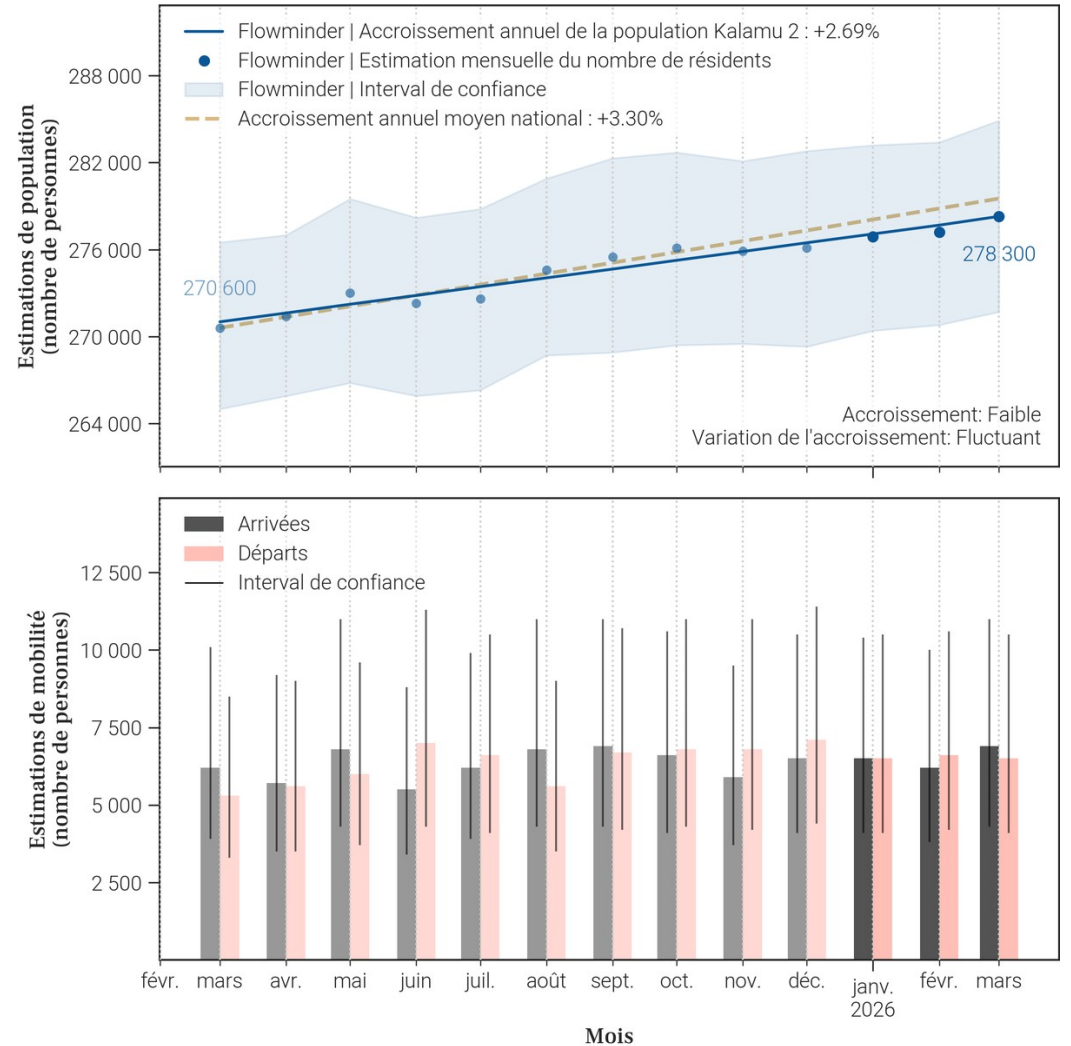 Flowminder | Accroissement annuel de la population Kalamu 2 : +2.69%
Flowminder | Estimation mensuelle du nombre de résidents
Flowminder | Interval de confiance
Accroissement annuel moyen national : +3.30%
Estimations de population
(nombre de personnes)
288 000
282 000
276 000
270 000
264 000
270 600
278 300
Accroissement: Faible
Variation de l'accroissement: Fluctuant
Arrivées
Départs
Interval de confiance
Estimations de mobilité
(nombre de personnes)
12 500
10 000
7 500
5 000
2 500
févr. mars avr. mai juin juil. août sept. oct. nov. déc. janv. févr. mars
2026
Mois